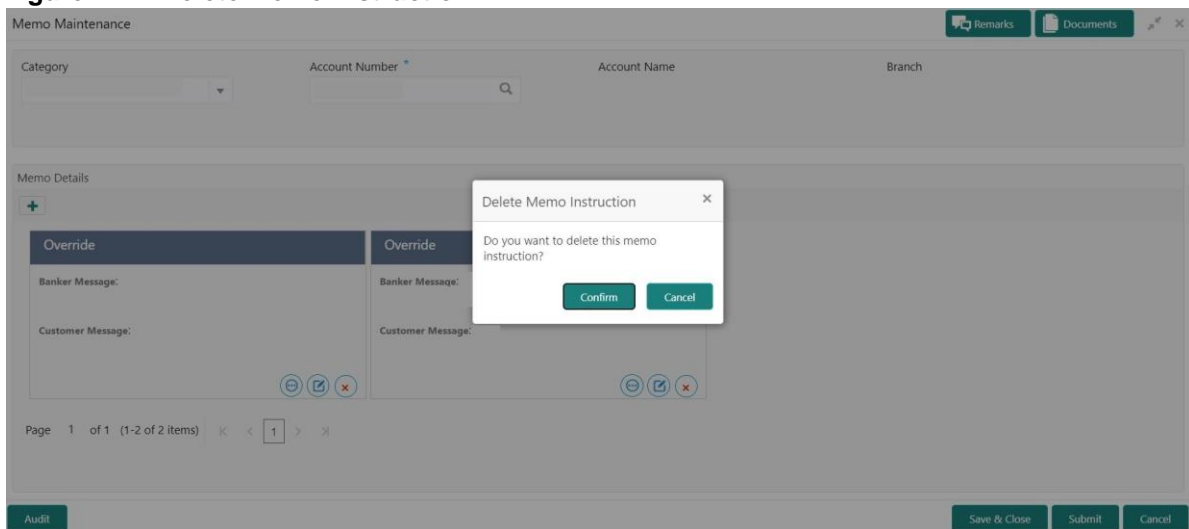 Memo Maintenance
Remarks
Documents
Category
Account Number *
Account Name
Branch
Memo Details
Delete Memo Instruction
Do you want to delete this memo
instruction?
Confirm
Cancel
Override
Banker Message:
Customer Message:
Override
Banker Message:
Customer Message:
Page 1 of 1 (1-2 of 2 items) 1
Audit
Save & Close
Submit
Cancel